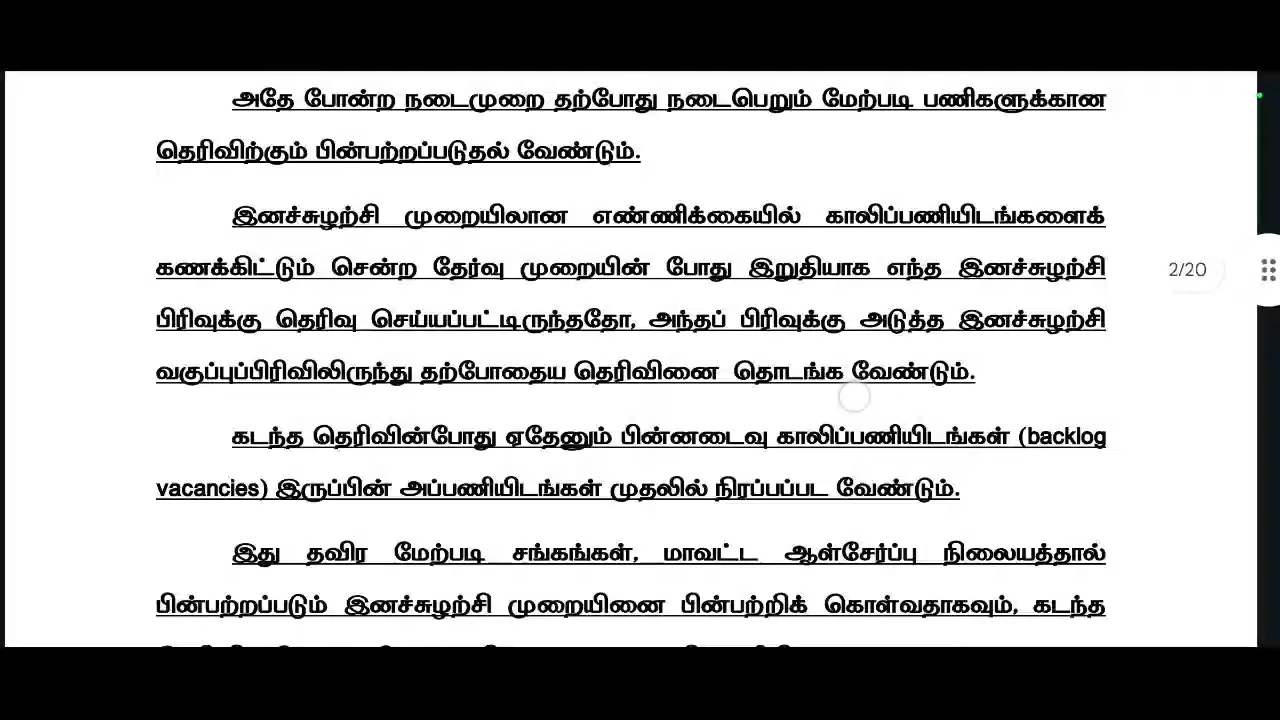 அதே போன்ற நடைமுறை தற்போது நடைபெறும் மேற்படி பணிகளுக்கான
தெரிவிற்கும் பின்பற்றப்படுதல் வேண்டும்.
இனச்சுழற்சி முறையிலான எண்ணிக்கையில் காலிப்பணியிடங்களைக்
கணக்கிட்டும் சென்ற தேர்வு முறையின் போது இறுதியாக எந்த இனச்சுழற்சி
2/20
பிரிவுக்கு தெரிவு செய்யப்பட்டிருந்ததோ, அந்தப் பிரிவுக்கு அடுத்த இனச்சுழற்சி
வகுப்புப்பிரிவிலிருந்து தற்போதைய தெரிவினை தொடங்க வேண்டும்.
கடந்த தெரிவின்போது ஏதேனும் பின்னடைவு காலிப்பணியிடங்கள் (backlog
vacancies) இருப்பின் அப்பணியிடங்கள் முதலில் நிரப்பப்பட வேண்டும்.
இது தவிர மேற்படி சங்கங்கள், மாவட்ட ஆள்சேர்ப்பு நிலையத்தால்
பின்பற்றப்படும் இனச்சுழற்சி முறையினை பின்பற்றிக் கொள்வதாகவும், கடந்த